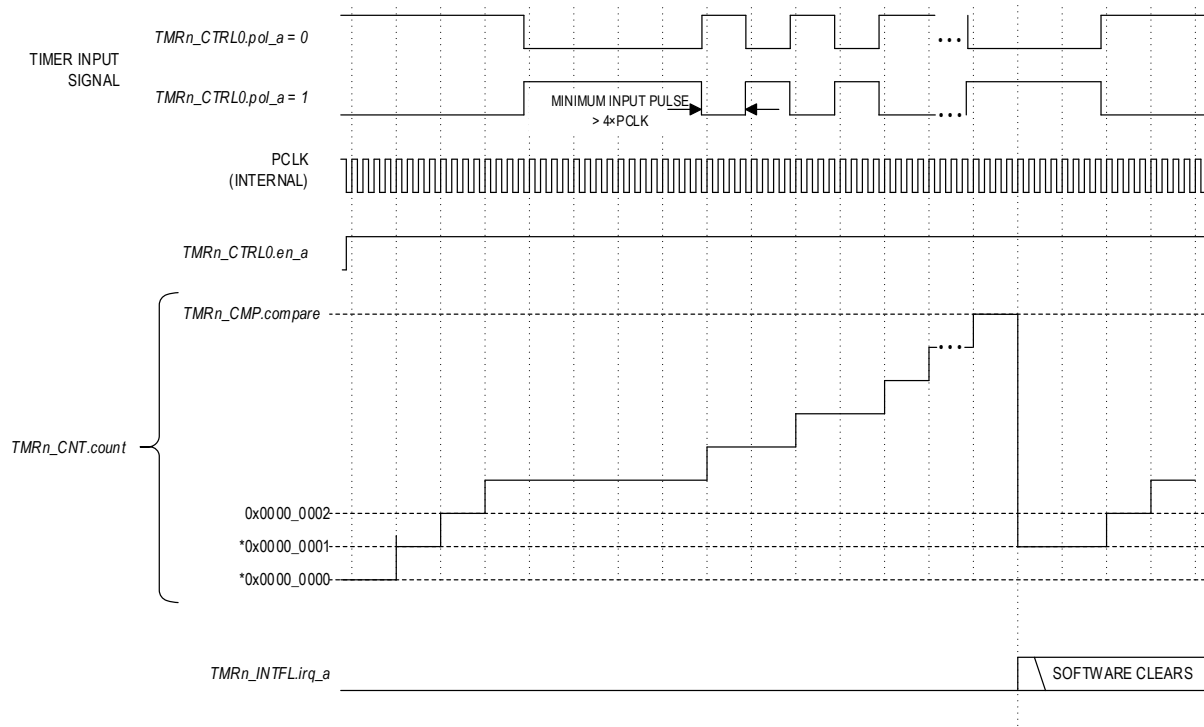 TMRn_CTRL0.pol_a = 0
TIMER INPUT
SIGNAL
TMRn_CTRL0.pol_a = 1
MINIMUM INPUT PULSE
> 4×PCLK
PCLK
(INTERNAL)
TMRn_CTRL0.en_a
TMRn_CMP.compare
TMRn_CNT.count
0x0000_0002
*0x0000_0001
*0x0000_0000
TMRn_INTFL.irq_a
SOFTWARE CLEARS